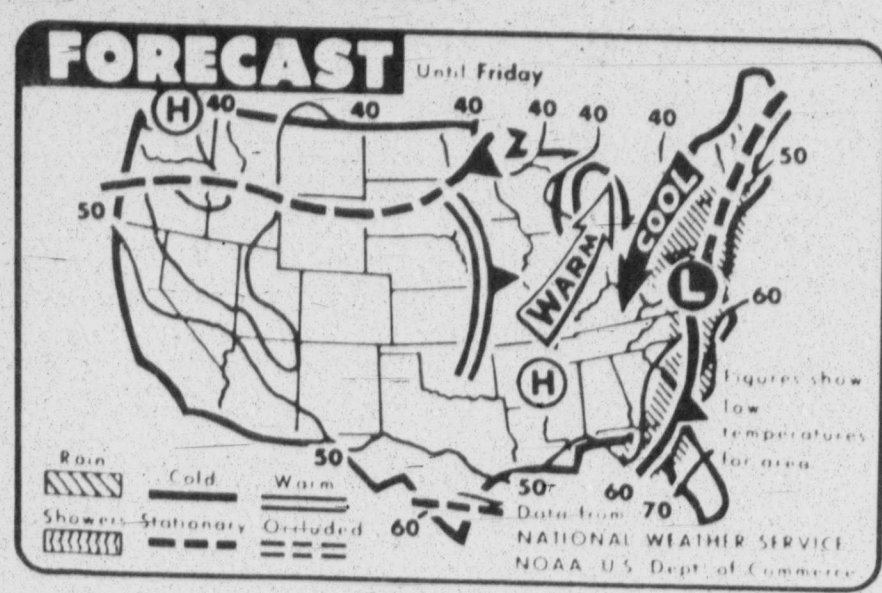 FORECAST
Until Friday
H 40 40 40 40 40 40
50
50
COOL
WARM
L
60
H
Figures show
low
temperatures
for area
50
Rain
Cold
Warm
50
60
70
Showers
Stationary
Occluded
60
Data from
NATIONAL WEATHER SERVICE
NOAA U S Dept of Commerce